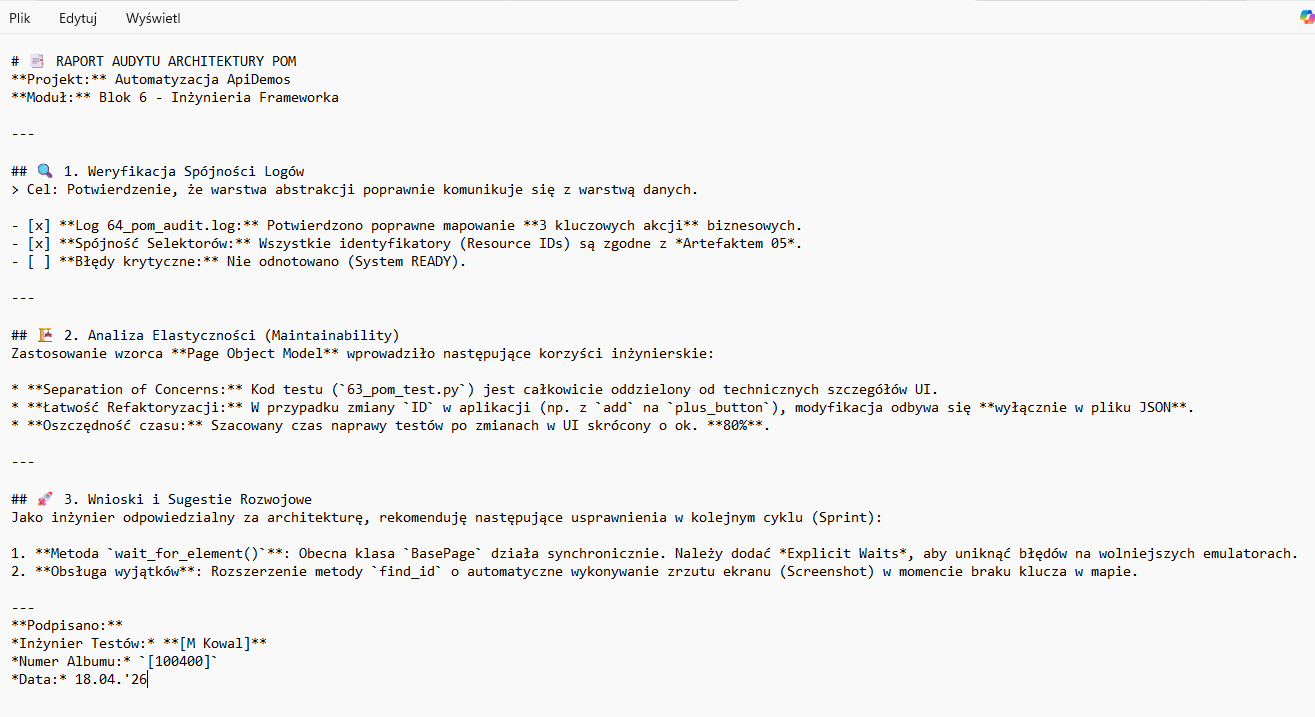 Plik Edytuj Wyświetl
# 📑 RAPORT AUDYTU ARCHITEKTURY POM
**Projekt:** Automatyzacja ApiDemos
**Moduł:** Blok 6 - Inżynieria Frameworka
---
## 🔍 1. Weryfikacja Spójności Logów
> Cel: Potwierdzenie, że warstwa abstrakcji poprawnie komunikuje się z warstwą danych.
- [x] **Log 64_pom_audit.log:** Potwierdzono poprawne mapowanie **3 kluczowych akcji** biznesowych.
- [x] **Spójność Selektorów:** Wszystkie identyfikatory (Resource IDs) są zgodne z *Artefaktem 05*.
- [ ] **Błędy krytyczne:** Nie odnotowano (System READY).
---
## 🏗️ 2. Analiza Elastyczności (Maintainability)
Zastosowanie wzorca **Page Object Model** wprowadziło następujące korzyści inżynierskie:
* **Separation of Concerns:** Kod testu (`63_pom_test.py`) jest całkowicie oddzielony od technicznych szczegółów UI.
* **Łatwość Refaktoryzacji:** W przypadku zmiany `ID` w aplikacji (np. z `add` na `plus_button`), modyfikacja odbywa się **wyłącznie w pliku JSON**.
* **Oszczędność czasu:** Szacowany czas naprawy testów po zmianach w UI skrócony o ok. **80%**.
---
## 🚀 3. Wnioski i Sugestie Rozwojowe
Jako inżynier odpowiedzialny za architekturę, rekomenduję następujące usprawnienia w kolejnym cyklu (Sprint):
1. **Metoda `wait_for_element()`**: Obecna klasa `BasePage` działa synchronicznie. Należy dodać *Explicit Waits*, aby uniknąć błędów na wolniejszych emulatorach.
2. **Obsługa wyjątków**: Rozszerzenie metody `find_id` o automatyczne wykonywanie zrzutu ekranu (Screenshot) w momencie braku klucza w mapie.
---
**Podpisano:**
*Inżynier Testów:* **[M Kowal]**
*Numer Albumu:* `[100400]`
*Data:* 18.04.'26